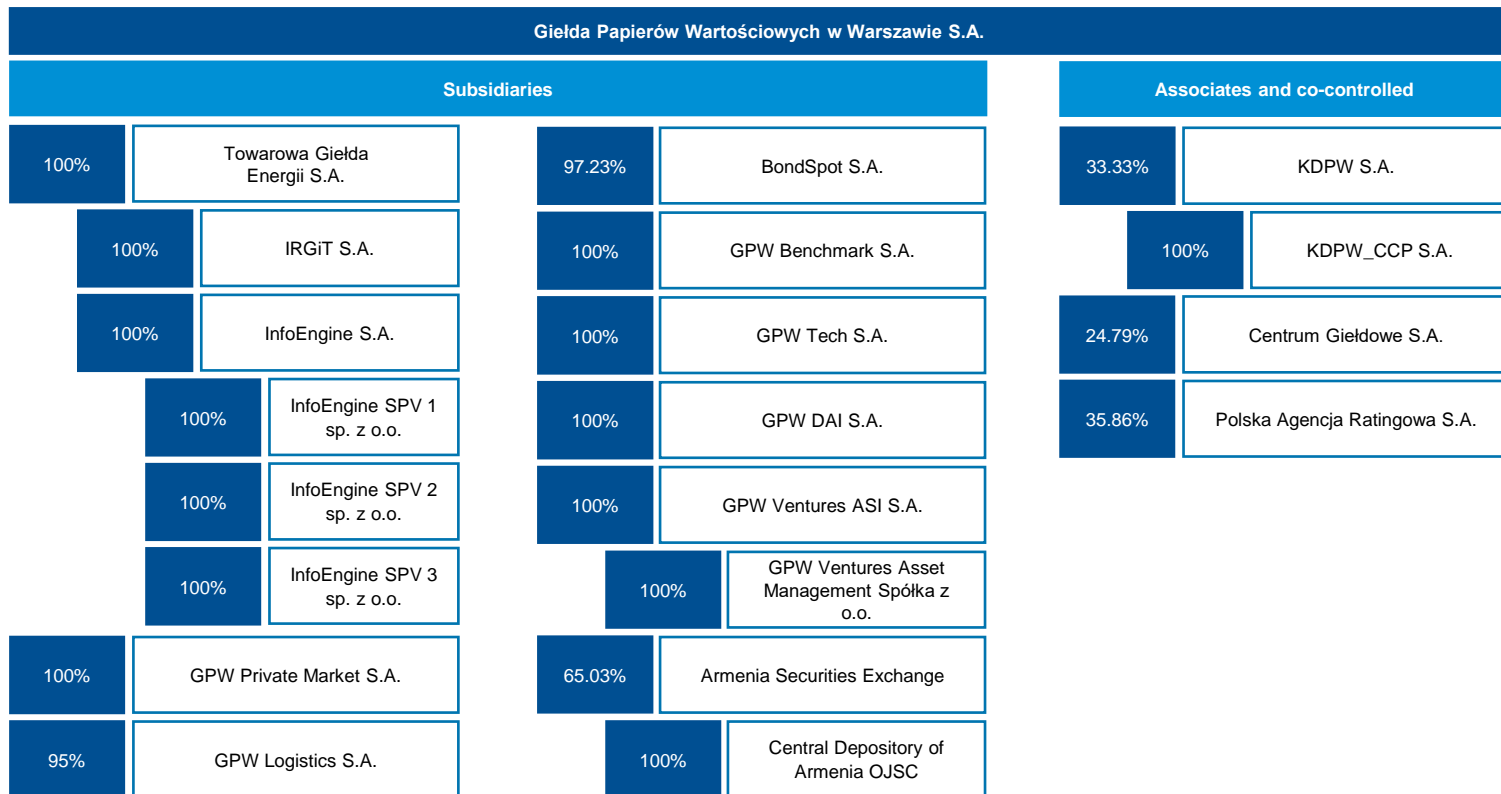 Giełda Papierów Wartościowych w Warszawie S.A.
Subsidiaries
100%
Towarowa Giełda
Energii S.A.
100%
IRGiT S.A.
100%
InfoEngine S.A.
100%
InfoEngine SPV 1
sp. z o.o.
100%
InfoEngine SPV 2
sp. z o.o.
100%
InfoEngine SPV 3
sp. z o.o.
100%
GPW Private Market S.A.
95%
GPW Logistics S.A.
97.23%
BondSpot S.A.
100%
GPW Benchmark S.A.
100%
GPW Tech S.A.
100%
GPW DAI S.A.
100%
GPW Ventures ASI S.A.
100%
GPW Ventures Asset
Management Spółka z
o.o.
65.03%
Armenia Securities Exchange
100%
Central Depository of
Armenia OJSC
Associates and co-controlled
33.33%
KDPW S.A.
100%
KDPW_CCP S.A.
24.79%
Centrum Giełdowe S.A.
35.86%
Polska Agencja Ratingowa S.A.